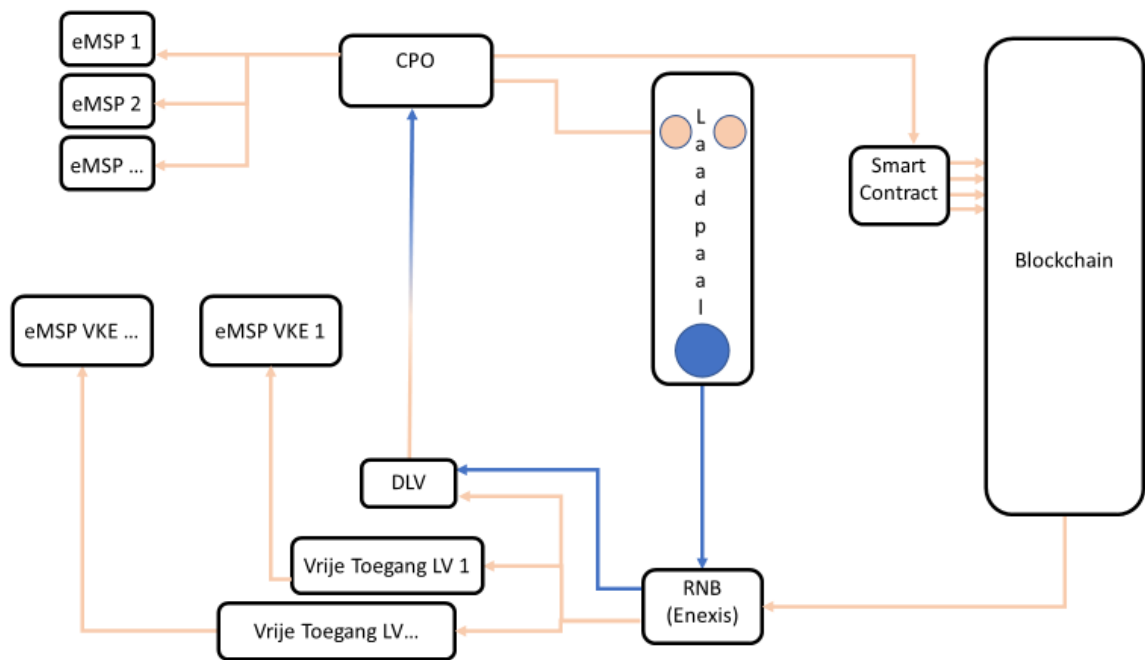 eMSP 1
eMSP 2
eMSP ...
CPO
Laadpaal
Smart
Contract
Blockchain
eMSP VKE ...
eMSP VKE 1
DLV
Vrije Toegang LV 1
Vrije Toegang LV...
RNB
(Enexis)